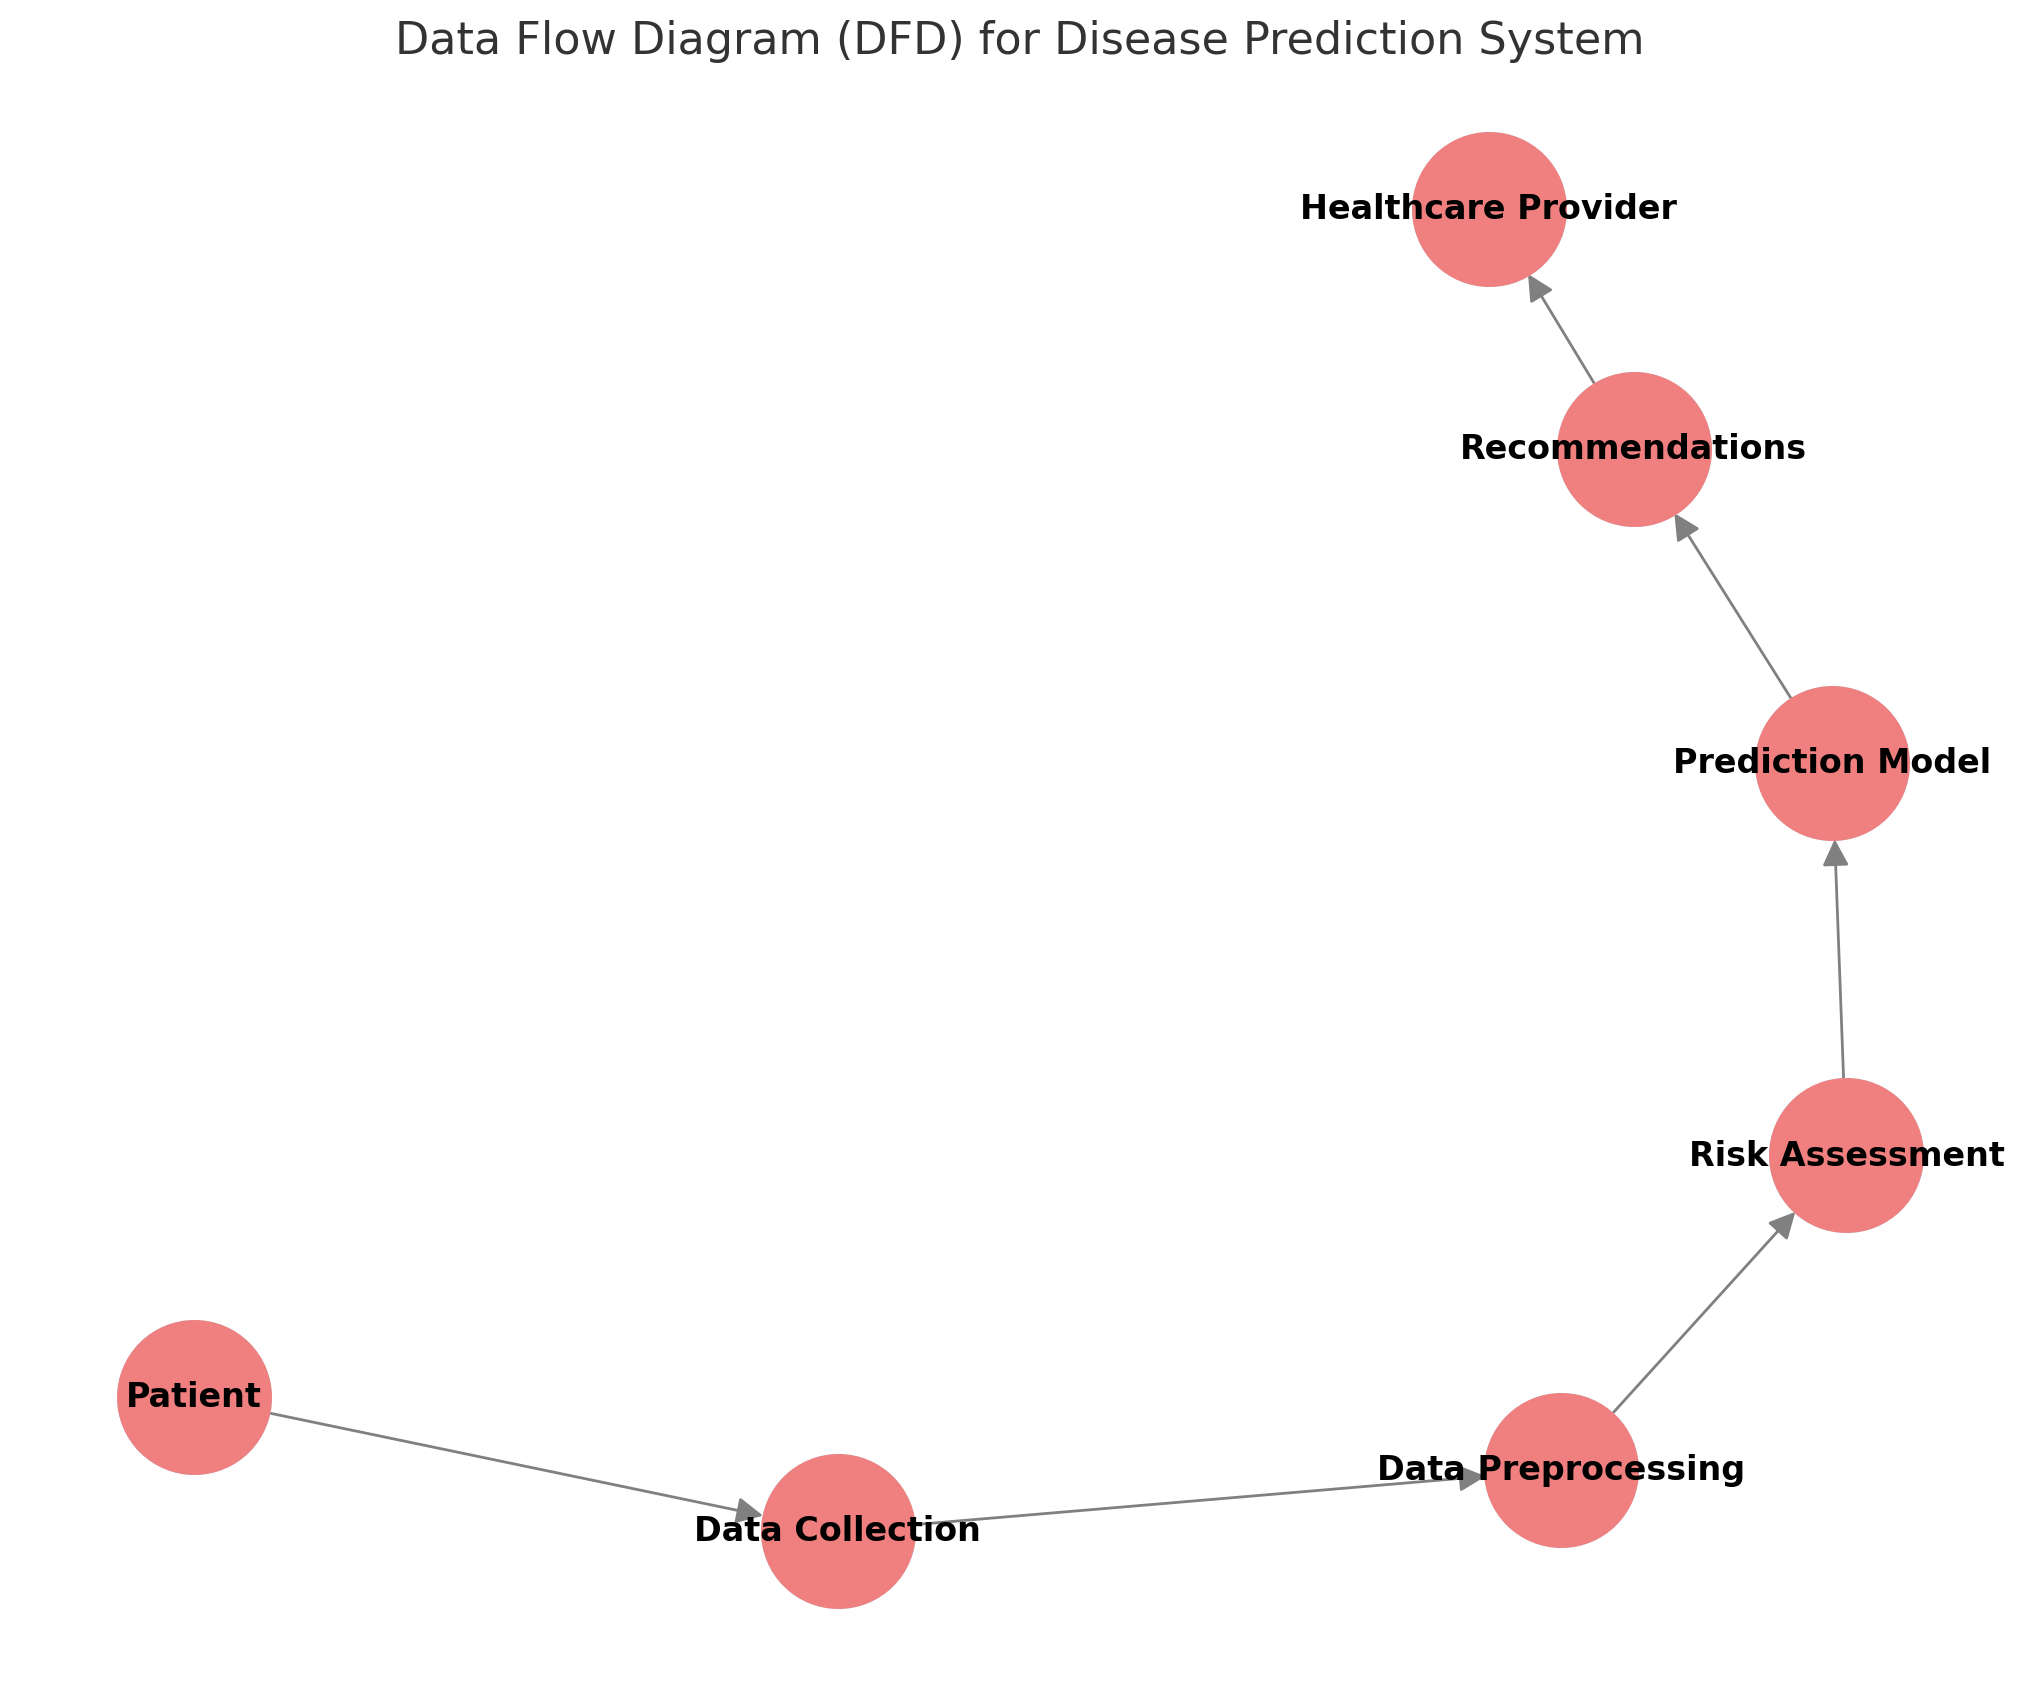 Data Flow Diagram (DFD) for Disease Prediction System
Healthcare Provider
Recommendations
Prediction Model
Risk Assessment
Patient
Data Preprocessing
Data Collection